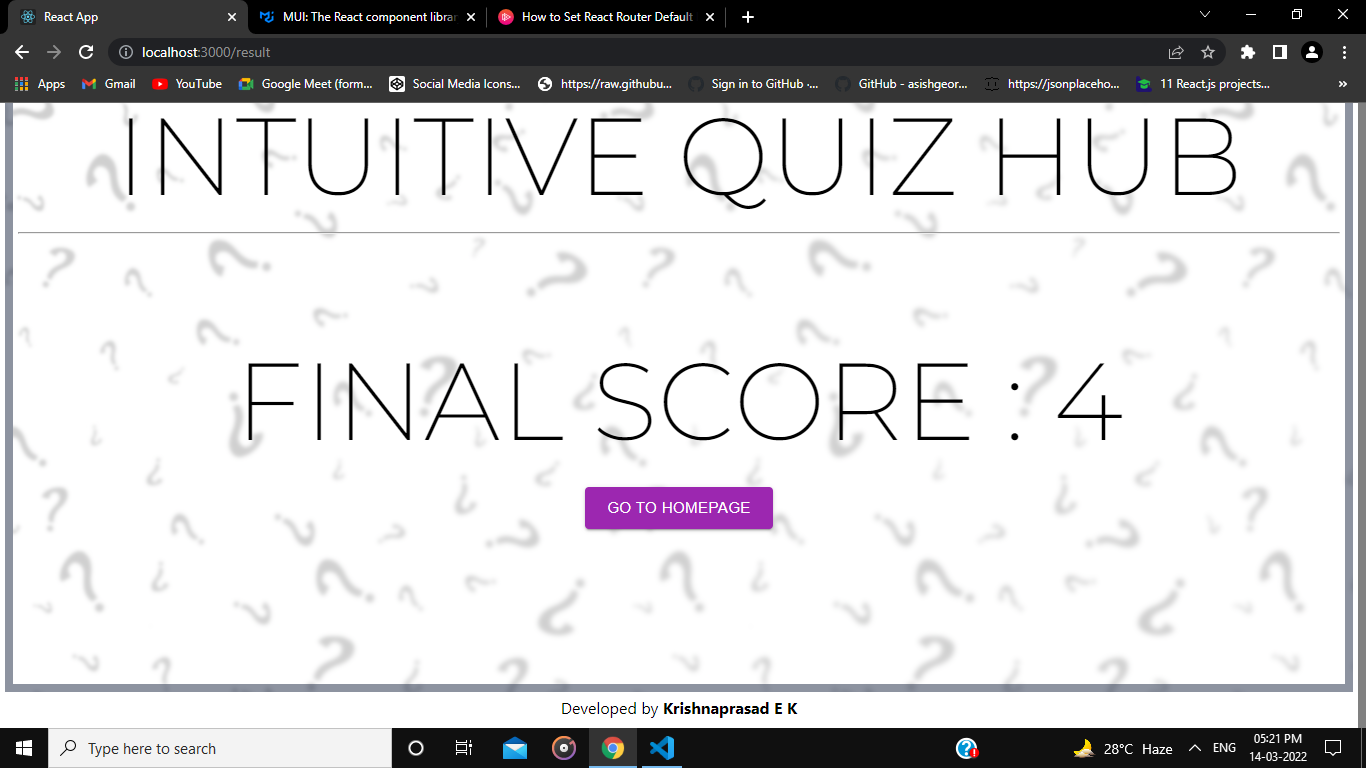 React App
MUI: The React component librar
How to Set React Router Default
localhost:3000/result
Apps
Gmail
YouTube
Google Meet (form...
Social Media Icons...
https://raw.githubu...
Sign in to GitHub ·...
GitHub - asishgeor...
https://jsonplaceho...
11 React.js projects...
INTUITIVE QUIZ HUB
FINAL SCORE : 4
GO TO HOMEPAGE
Developed by Krishnaprasad E K
Type here to search
28°C Haze
ENG
05:21 PM
14-03-2022